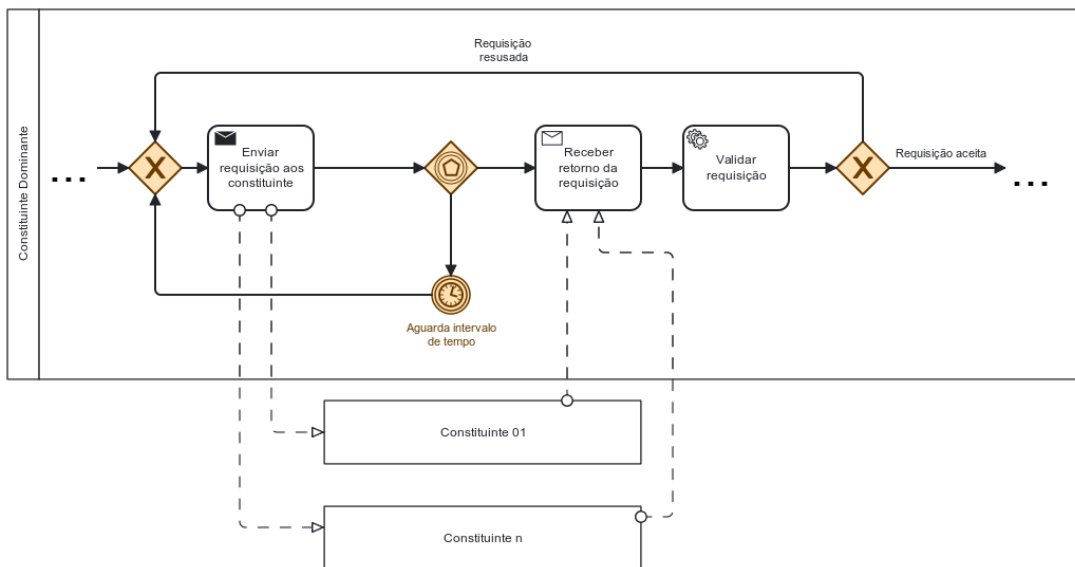 Constituinte Dominante
Requisição
resusada
...
X
Enviar
requisição aos
constituinte
Receber
retorno da
requisição
Validar
requisição
X
Requisição aceita
...
Aguarda intervalo
de tempo
Constituinte 01
Constituinte n